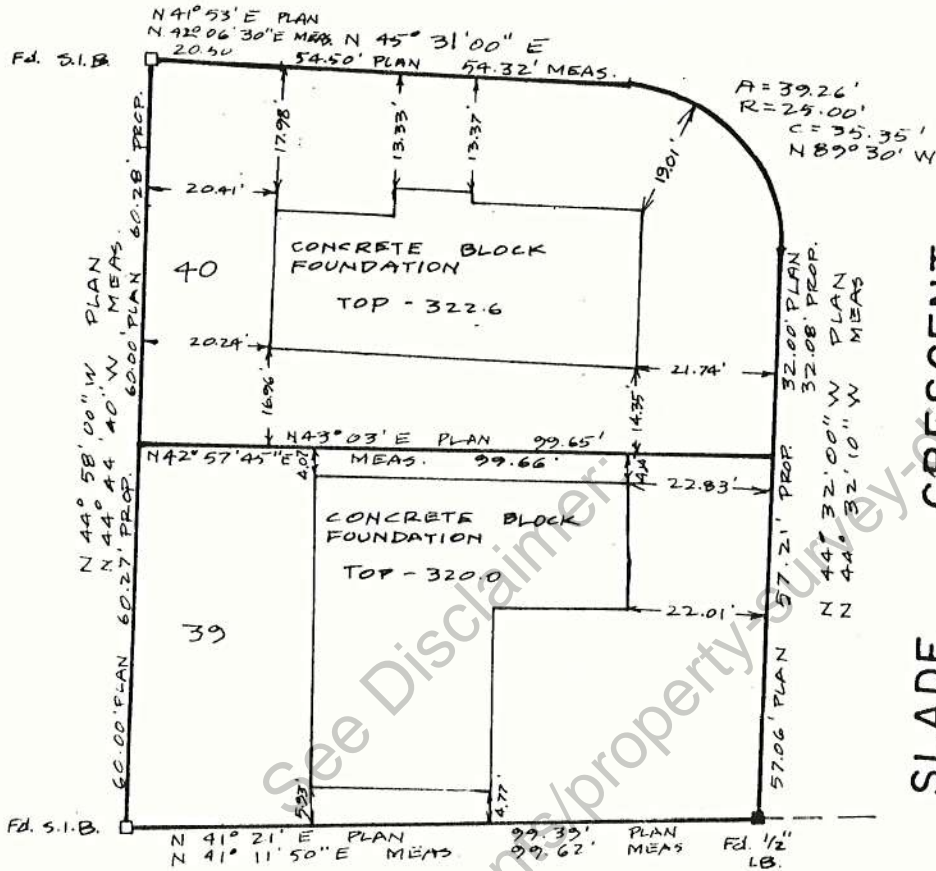 N 41° 53' E PLAN
N 42° 06' 30" E MEAS. N 45° 31' 00" E
Fd. S.I.B. 20.50 54.50' PLAN 54.32' MEAS.
A = 39.26'
R = 25.00'
C = 35.35'
N 89° 30' W
17.98'
13.33'
13.37'
19.01'
20.41'
CONCRETE BLOCK
FOUNDATION
TOP - 322.6
40
20.24'
21.74'
16.96'
14.35'
60.00' PLAN 60.28' PROP.
N 44° 58' 00" W PLAN
N 44° 44' 40" W MEAS.
32.00' PLAN
32.08' PROP.
N 44° 32' 00" W PLAN
N 44° 32' 10" W MEAS
N 43° 03' E PLAN 99.65'
N 42° 57' 45" E MEAS. 99.66'
4.07
4.14
22.83'
CONCRETE BLOCK
FOUNDATION
TOP - 320.0
22.01'
39
60.00' PLAN 60.27' PROP.
57.06' PLAN 57.21' PROP.
5.93'
4.77'
Fd. S.I.B.
N 41° 21' E PLAN 99.39' PLAN
N 41° 11' 50" E MEAS 99.62' MEAS
Fd. 1/2"
I.B.
SLADE CRESCENT
See Disclaimer:
nts/property-survey-d